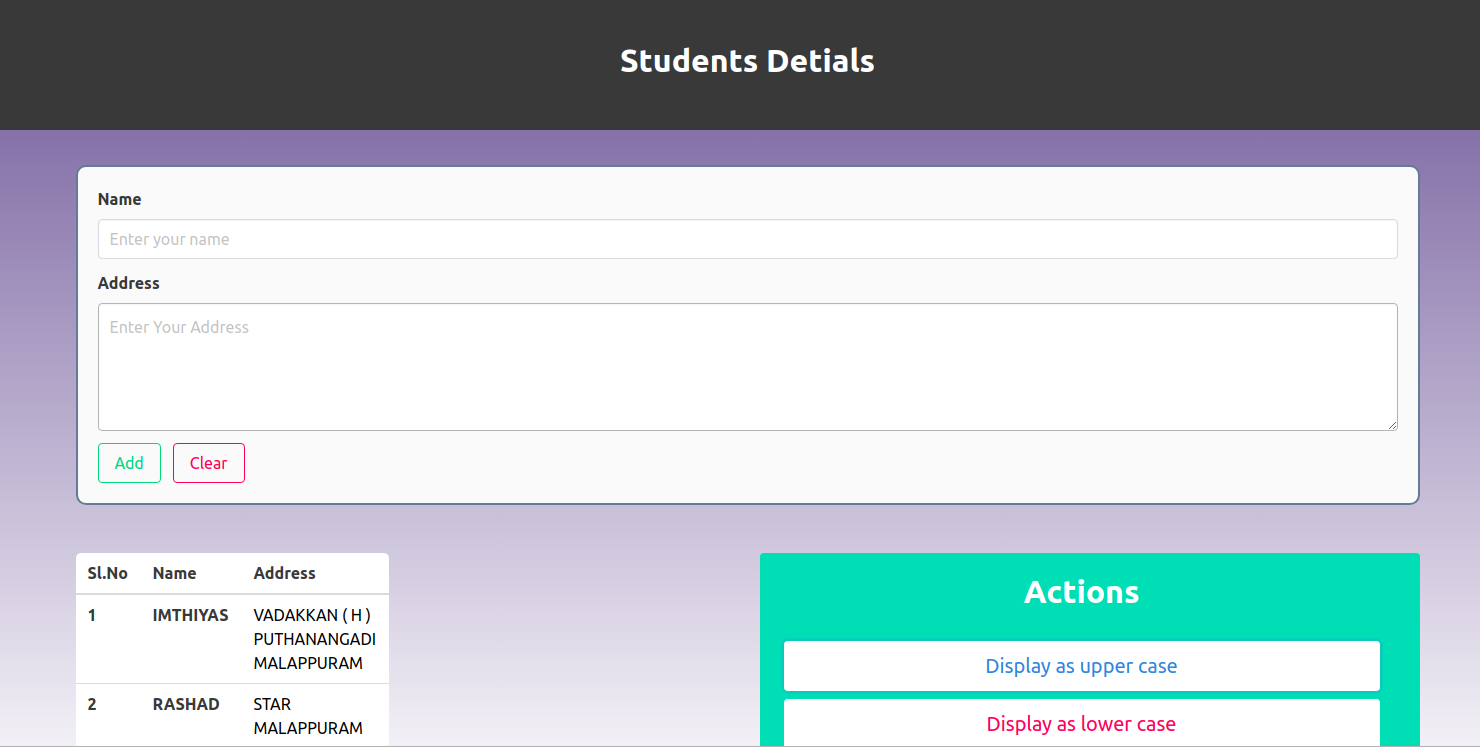 Students Detials
Name
Enter your name
Address
Enter Your Address
Add Clear
Sl.No Name Address
1 IMTHIYAS VADAKKAN ( H )
PUTHANANGADI
MALAPPURAM
2 RASHAD STAR
MALAPPURAM
Actions
Display as upper case
Display as lower case